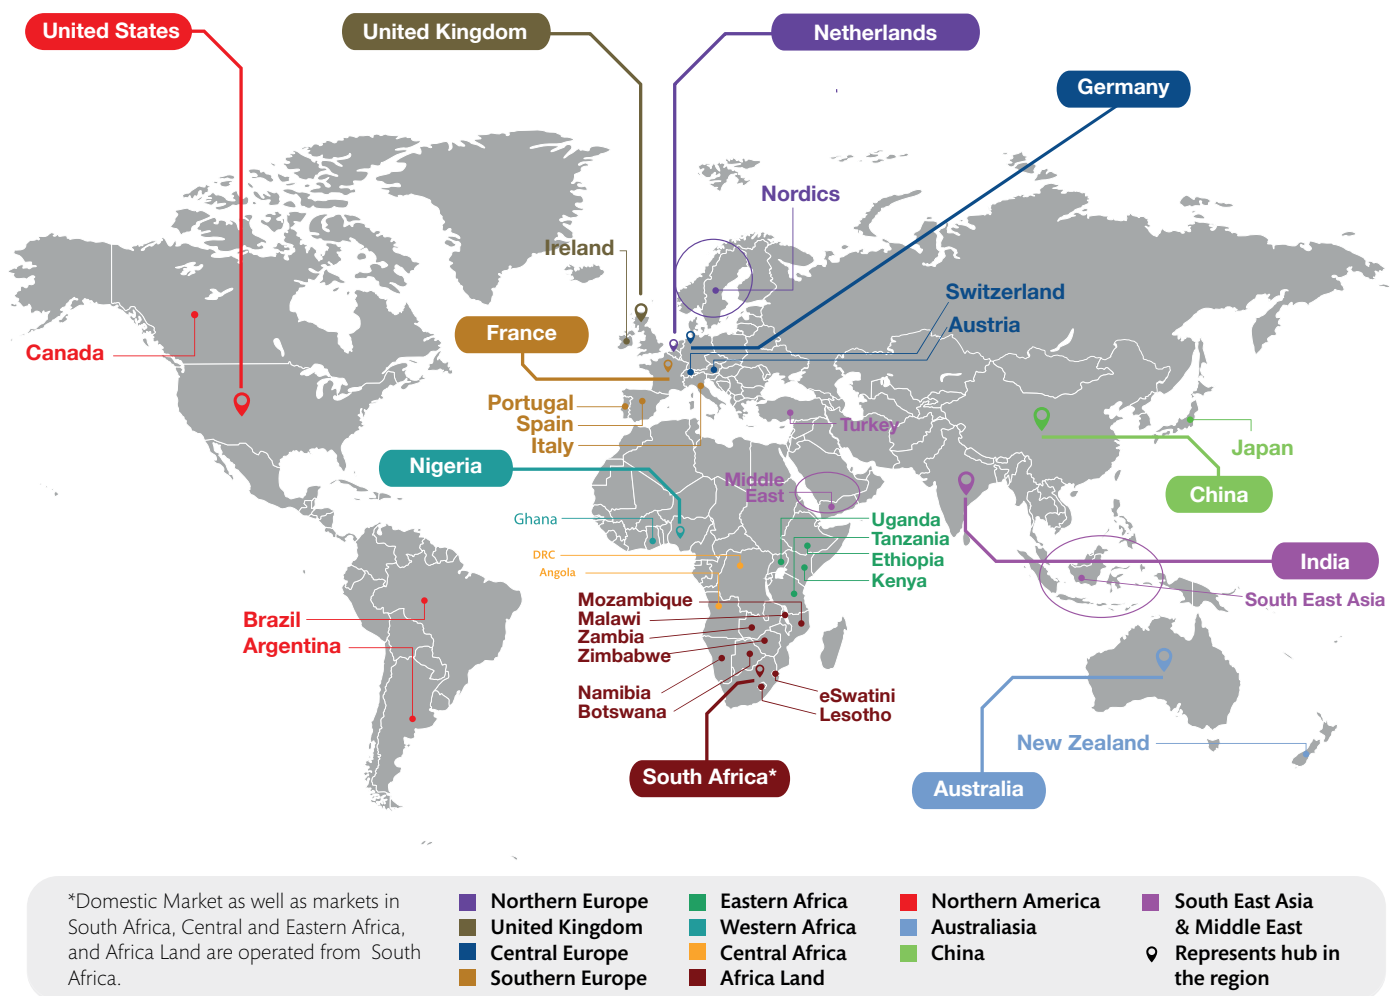 United States
United Kingdom
Netherlands
Germany
Nordics
Ireland
Switzerland
Austria
France
Canada
Portugal
Spain
Italy
Turkey
Japan
Nigeria
Middle
East
China
Ghana
Uganda
Tanzania
DRC
Ethiopia
Angola
Kenya
India
Mozambique
South East Asia
Malawi
Brazil
Zambia
Argentina
Zimbabwe
Namibia
eSwatini
Botswana
Lesotho
New Zealand
South Africa*
Australia
*Domestic Market as well as markets in
South Africa, Central and Eastern Africa,
and Africa Land are operated from South
Africa.
Northern Europe
United Kingdom
Central Europe
Southern Europe
Eastern Africa
Western Africa
Central Africa
Africa Land
Northern America
Australiasia
China
South East Asia
& Middle East
Represents hub in
the region